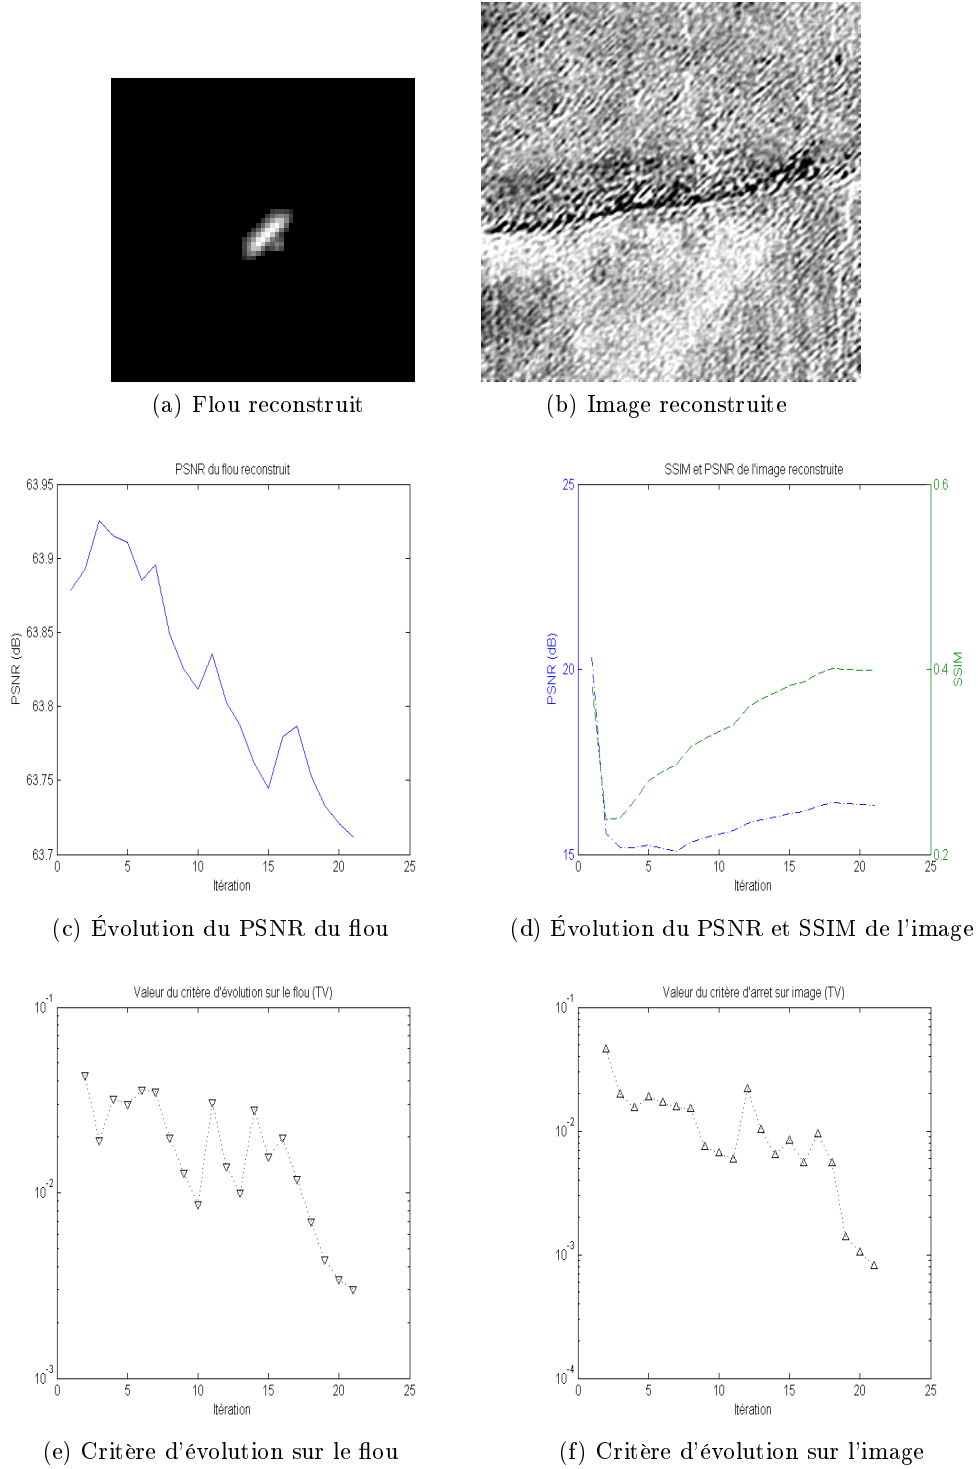 (a) Flou reconstruit
(b) Image reconstruite
PSNR du flou reconstruit
63.95
63.9
63.85
63.8
63.75
63.7
PSNR (dB)
0 5 10 15 20 25
Itération
SSIM et PSNR de l'image reconstruite
25
20
15
PSNR (dB)
0.6
0.4
0.2
SSIM
0 5 10 15 20 25
Itération
(c) Évolution du PSNR du flou
(d) Évolution du PSNR et SSIM de l'image
Valeur du critère d'évolution sur le flou (TV)
10^-1
10^-2
10^-3
0 5 10 15 20 25
Itération
Valeur du critère d'arret sur image (TV)
10^-1
10^-2
10^-3
10^-4
0 5 10 15 20 25
Itération
(e) Critère d'évolution sur le flou
(f) Critère d'évolution sur l'image